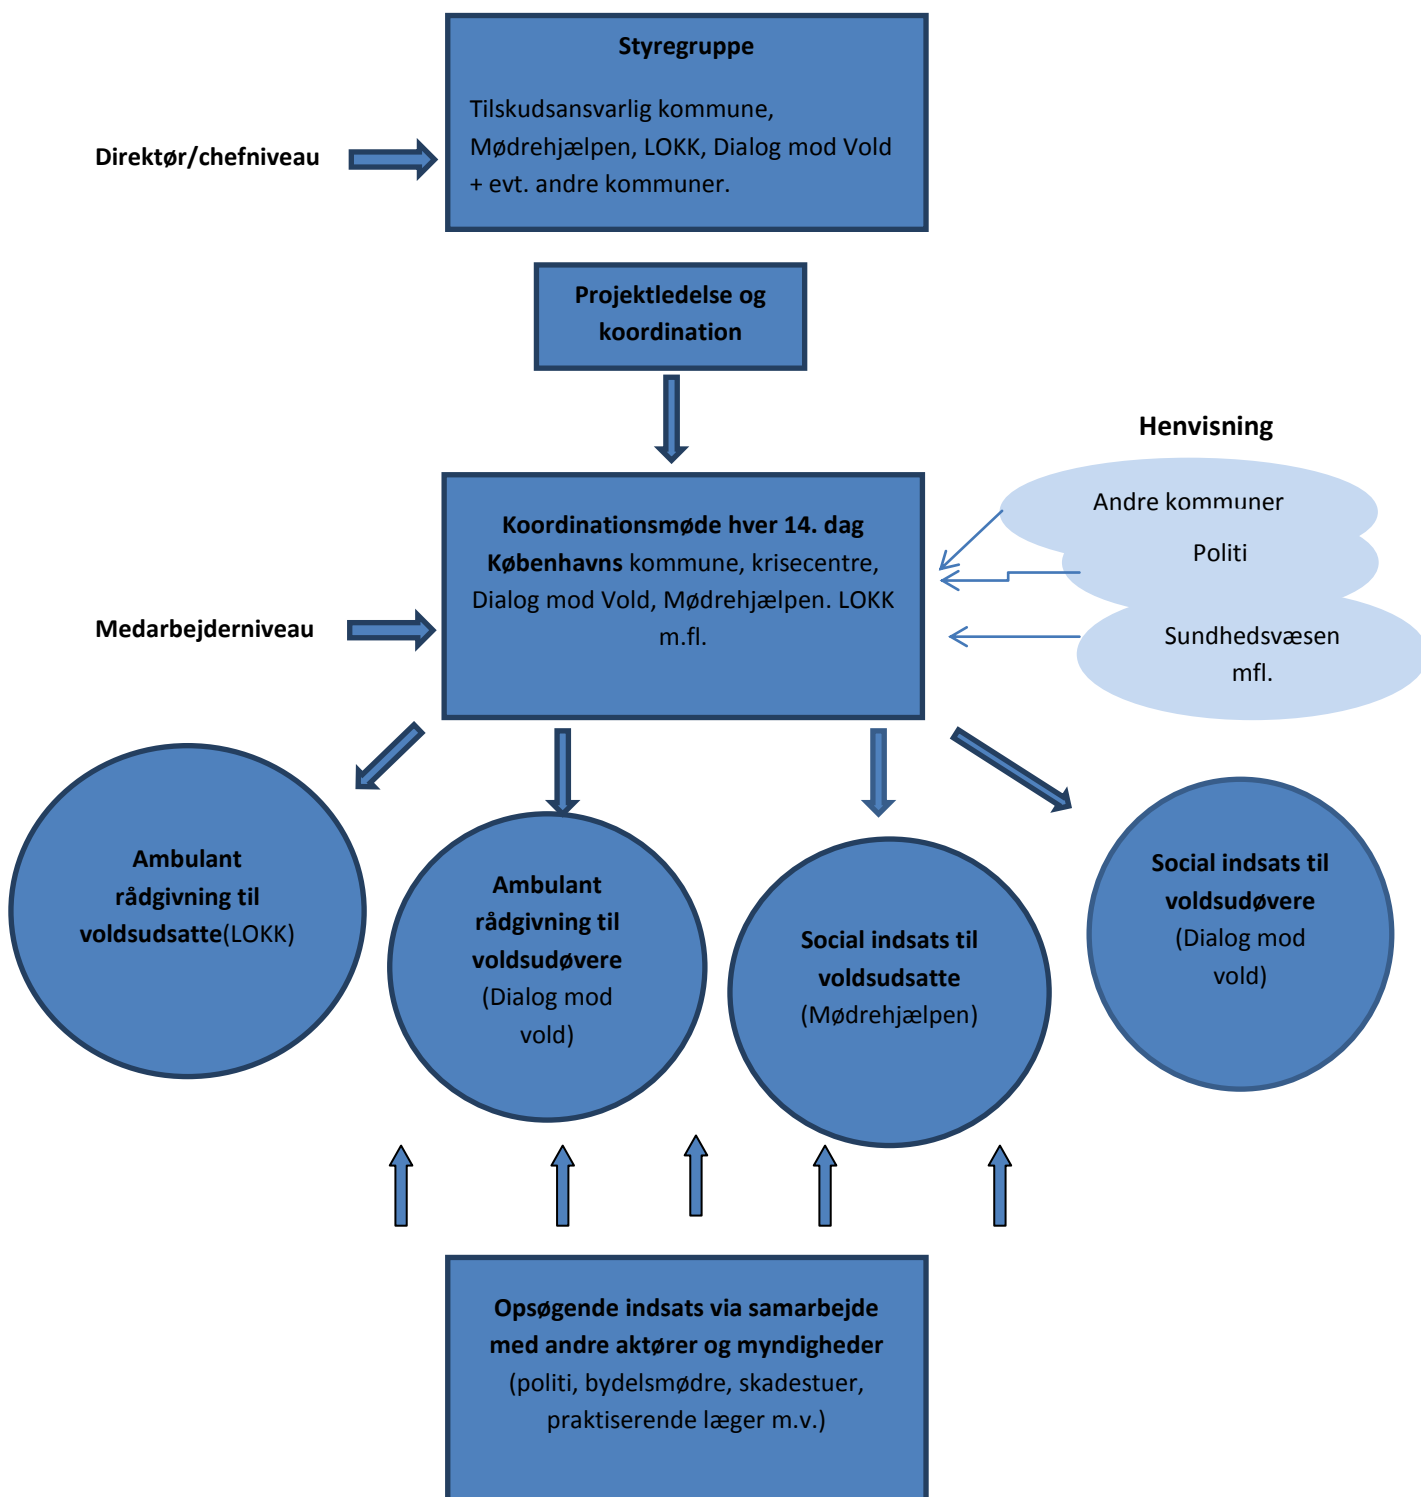 Styregruppe
Tilskudsansvarlig kommune,
Mødrehjælpen, LOKK, Dialog mod Vold
+ evt. andre kommuner.
Direktør/chefniveau
Projektledelse og
koordination
Henvisning
Andre kommuner
Politi
Sundhedsvæsen
mfl.
Koordinationsmøde hver 14. dag
Københavns kommune, krisecentre,
Dialog mod Vold, Mødrehjælpen. LOKK
m.fl.
Medarbejderniveau
Ambulant
rådgivning til
voldsudsatte(LOKK)
Ambulant
rådgivning til
voldsudøvere
(Dialog mod
vold)
Social indsats til
voldsudsatte
(Mødrehjælpen)
Social indsats til
voldsudøvere
(Dialog mod
vold)
Opsøgende indsats via samarbejde
med andre aktører og myndigheder
(politi, bydelsmødre, skadestuer,
praktiserende læger m.v.)